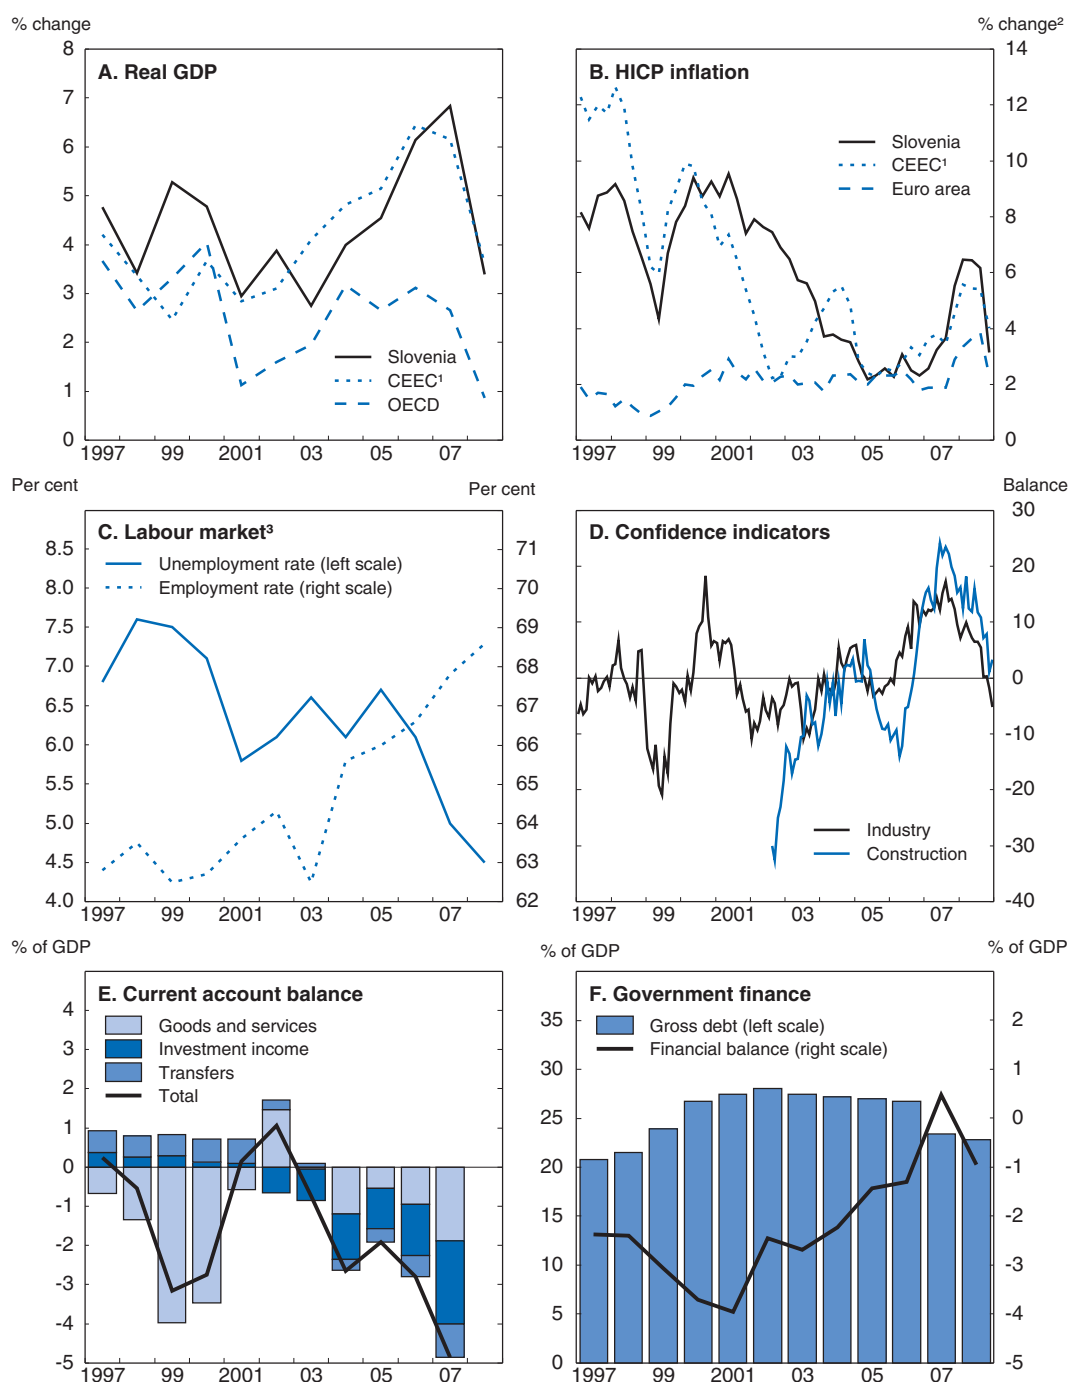 % change
% change²
A. Real GDP
8
7
6
5
4
3
2
1
0
Slovenia
CEEC¹
OECD
1997 99 2001 03 05 07
B. HICP inflation
14
12
10
8
6
4
2
0
Slovenia
CEEC¹
Euro area
1997 99 2001 03 05 07
Per cent
Per cent
C. Labour market³
Unemployment rate (left scale)
Employment rate (right scale)
8.5
8.0
7.5
7.0
6.5
6.0
5.5
5.0
4.5
4.0
71
70
69
68
67
66
65
64
63
62
1997 99 2001 03 05 07
Balance
D. Confidence indicators
30
20
10
0
-10
-20
-30
-40
Industry
Construction
1997 99 2001 03 05 07
% of GDP
E. Current account balance
Goods and services
Investment income
Transfers
Total
4
3
2
1
0
-1
-2
-3
-4
-5
1997 99 2001 03 05 07
% of GDP
% of GDP
F. Government finance
Gross debt (left scale)
Financial balance (right scale)
35
30
25
20
15
10
5
0
2
1
0
-1
-2
-3
-4
-5
1997 99 2001 03 05 07